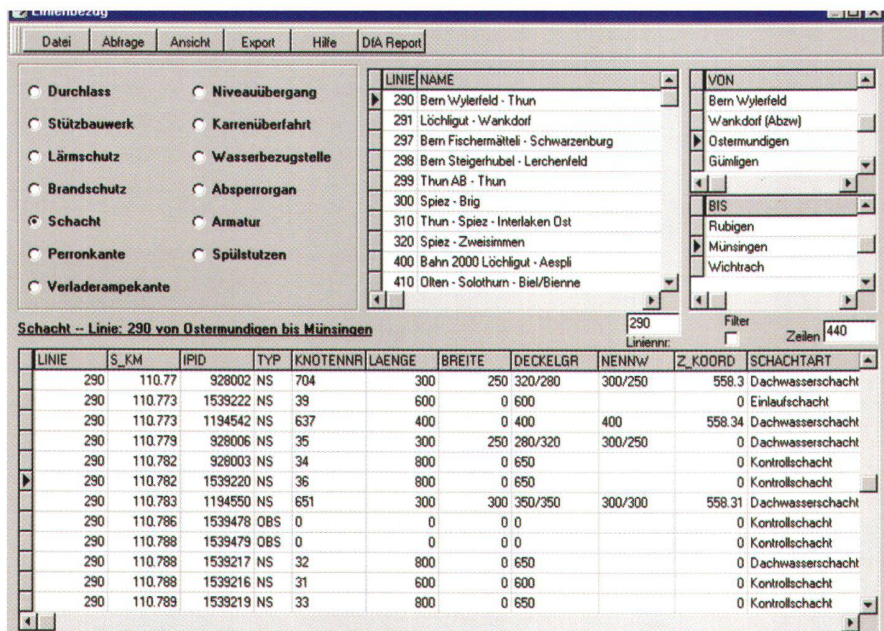 Linienbezug
Datei Abfrage Ansicht Export Hilfe DfA Report
Durchlass
Stützbauwerk
Lärmschutz
Brandschutz
Schacht
Perronkante
Verladerampekante
Niveauübergang
Karrenüberfahrt
Wasserbezugstelle
Absperrorgan
Armatur
Spülstutzen
LINIE NAME
290 Bern Wylerfeld - Thun
291 Löchligut - Wankdorf
297 Bern Fischermätteli - Schwarzenburg
298 Bern Steigerhubel - Lerchenfeld
299 Thun AB - Thun
300 Spiez - Brig
310 Thun - Spiez - Interlaken Ost
320 Spiez - Zweisimmen
400 Bahn 2000 Löchligut - Aespli
410 Olten - Solothurn - Biel/Bienne
VON
Bern Wylerfeld
Wankdorf (Abzw)
Ostermundigen
Gümligen
BIS
Rubigen
Münsingen
Wichtrach
Schacht -- Linie: 290 von Ostermundigen bis Münsingen
290
Liniennr:
Filter
Zeilen 440
LINIE S_KM IPID TYP KNOTENNR LAENGE BREITE DECKELGR NENNW Z_KOORD SCHACHTART
290 110.77 928002 NS 704 300 250 320/280 300/250 558.3 Dachwasserschacht
290 110.773 1539222 NS 39 600 0 600 0 Einlaufschacht
290 110.773 1194542 NS 637 400 0 400 400 558.34 Dachwasserschacht
290 110.779 928006 NS 35 300 250 280/320 300/250 0 Dachwasserschacht
290 110.782 928003 NS 34 800 0 650 0 Kontrollschacht
290 110.782 1539220 NS 36 800 0 650 0 Kontrollschacht
290 110.783 1194550 NS 651 300 300 350/350 300/300 558.31 Dachwasserschacht
290 110.786 1539478 OBS 0 0 0 0 0 Kontrollschacht
290 110.788 1539479 OBS 0 0 0 0 0 Kontrollschacht
290 110.788 1539217 NS 32 800 0 650 0 Dachwasserschacht
290 110.788 1539216 NS 31 600 0 600 0 Kontrollschacht
290 110.789 1539219 NS 33 800 0 650 0 Kontrollschacht